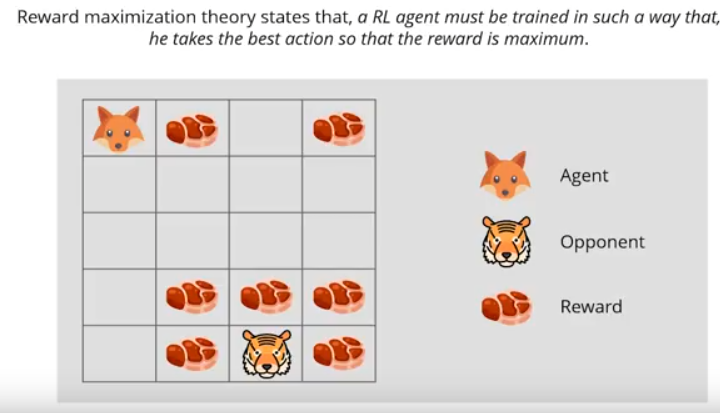 Reward maximization theory states that, a RL agent must be trained in such a way that,
he takes the best action so that the reward is maximum.
Agent
Opponent
Reward